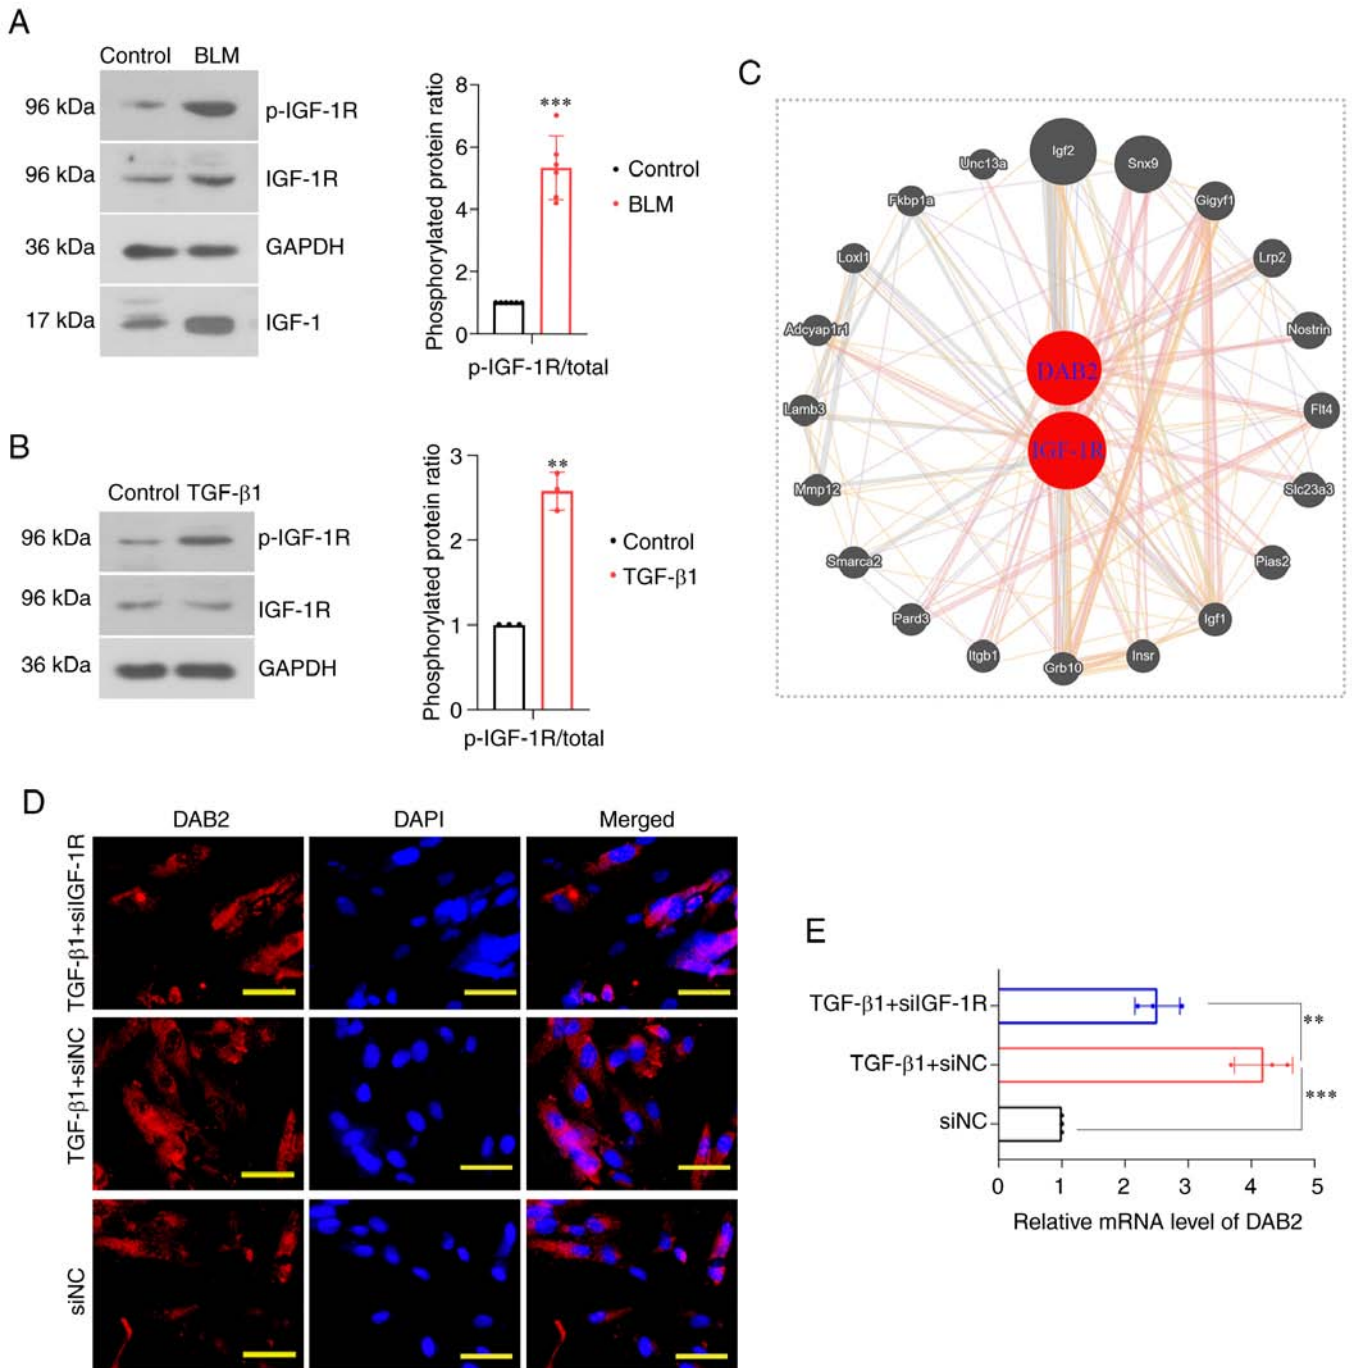 A
Control BLM
96 kDa p-IGF-1R
96 kDa IGF-1R
36 kDa GAPDH
17 kDa IGF-1
Phosphorylated protein ratio
8
6
4
2
0
***
p-IGF-1R/total
Control
BLM
B
Control TGF-β1
96 kDa p-IGF-1R
96 kDa IGF-1R
36 kDa GAPDH
Phosphorylated protein ratio
3
2
1
0
**
p-IGF-1R/total
Control
TGF-β1
C
Igf2
Snx9
Gigyf1
Lrp2
Nostrin
Flt4
Slc23a3
Pias2
Igf1
Insr
Grb10
Itgb1
Pard3
Smarca2
Mmp12
Lamb3
Adcyap1r1
Loxl1
Fkbp1a
Unc13a
DAB2
IGF-1R
D
DAB2 DAPI Merged
TGF-β1+siIGF-1R
TGF-β1+siNC
siNC
E
TGF-β1+siIGF-1R
TGF-β1+siNC
siNC
**
***
0 1 2 3 4 5
Relative mRNA level of DAB2